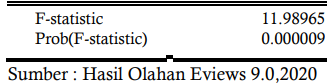 F-statistic 11.98965
Prob(F-statistic) 0.000009
Sumber : Hasil Olahan Eviews 9.0,2020